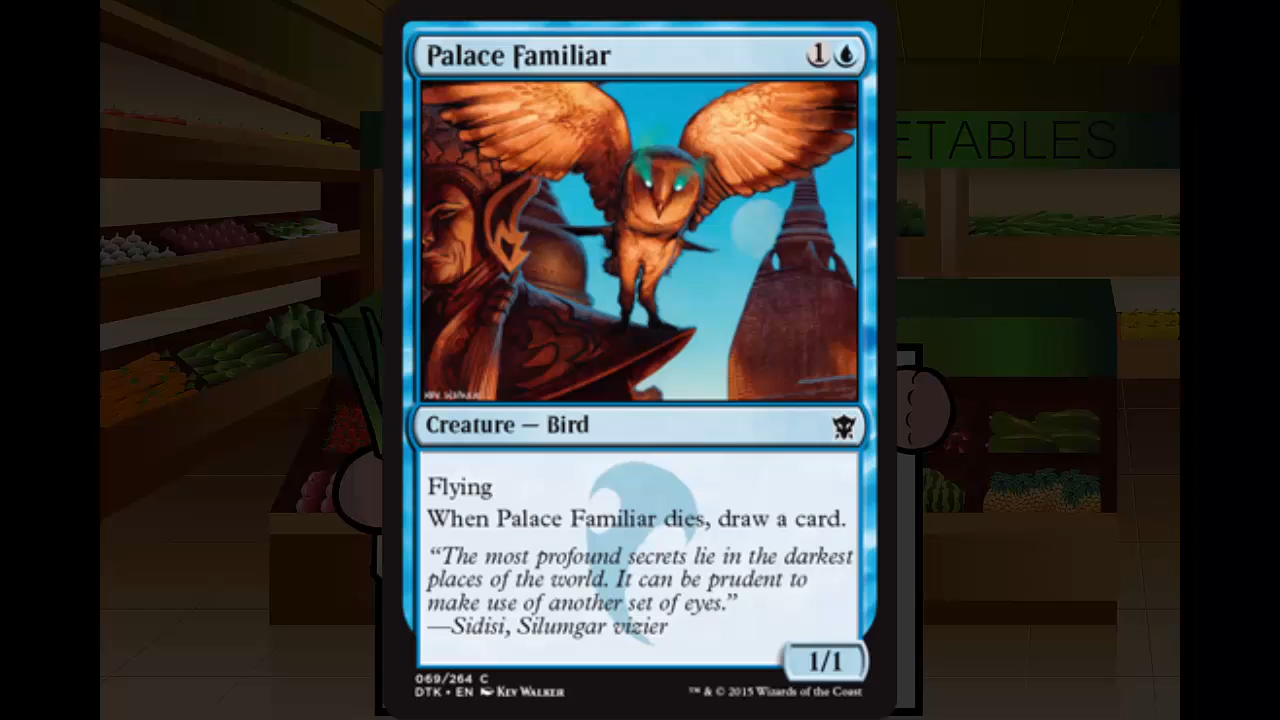 Palace Familiar 1
ETABLES
Creature — Bird
Flying
When Palace Familiar dies, draw a card.
“The most profound secrets lie in the darkest
places of the world. It can be prudent to
make use of another set of eyes.”
—Sidisi, Silumgar vizier
1/1
069/264 C
DTK • EN Kev Walker
™ & © 2015 Wizards of the Coast